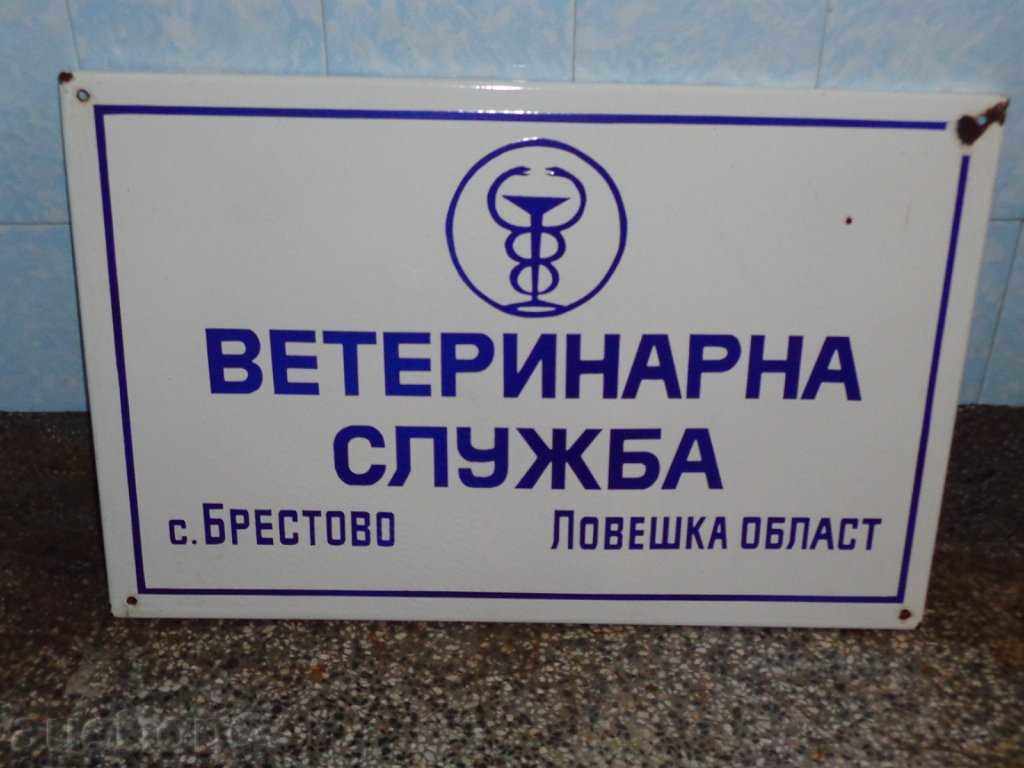 ВЕТЕРИНАРНА
СЛУЖБА
с. БРЕСТОВО ЛОВЕШКА ОБЛАСТ